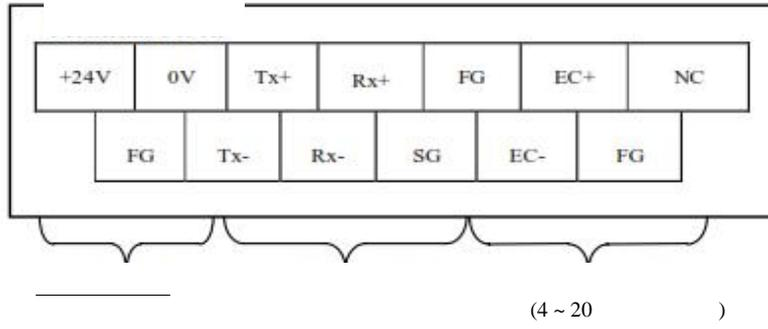 +24V 0V Tx+ Rx+ FG EC+ NC
FG Tx- Rx- SG EC- FG
(4 ~ 20 )